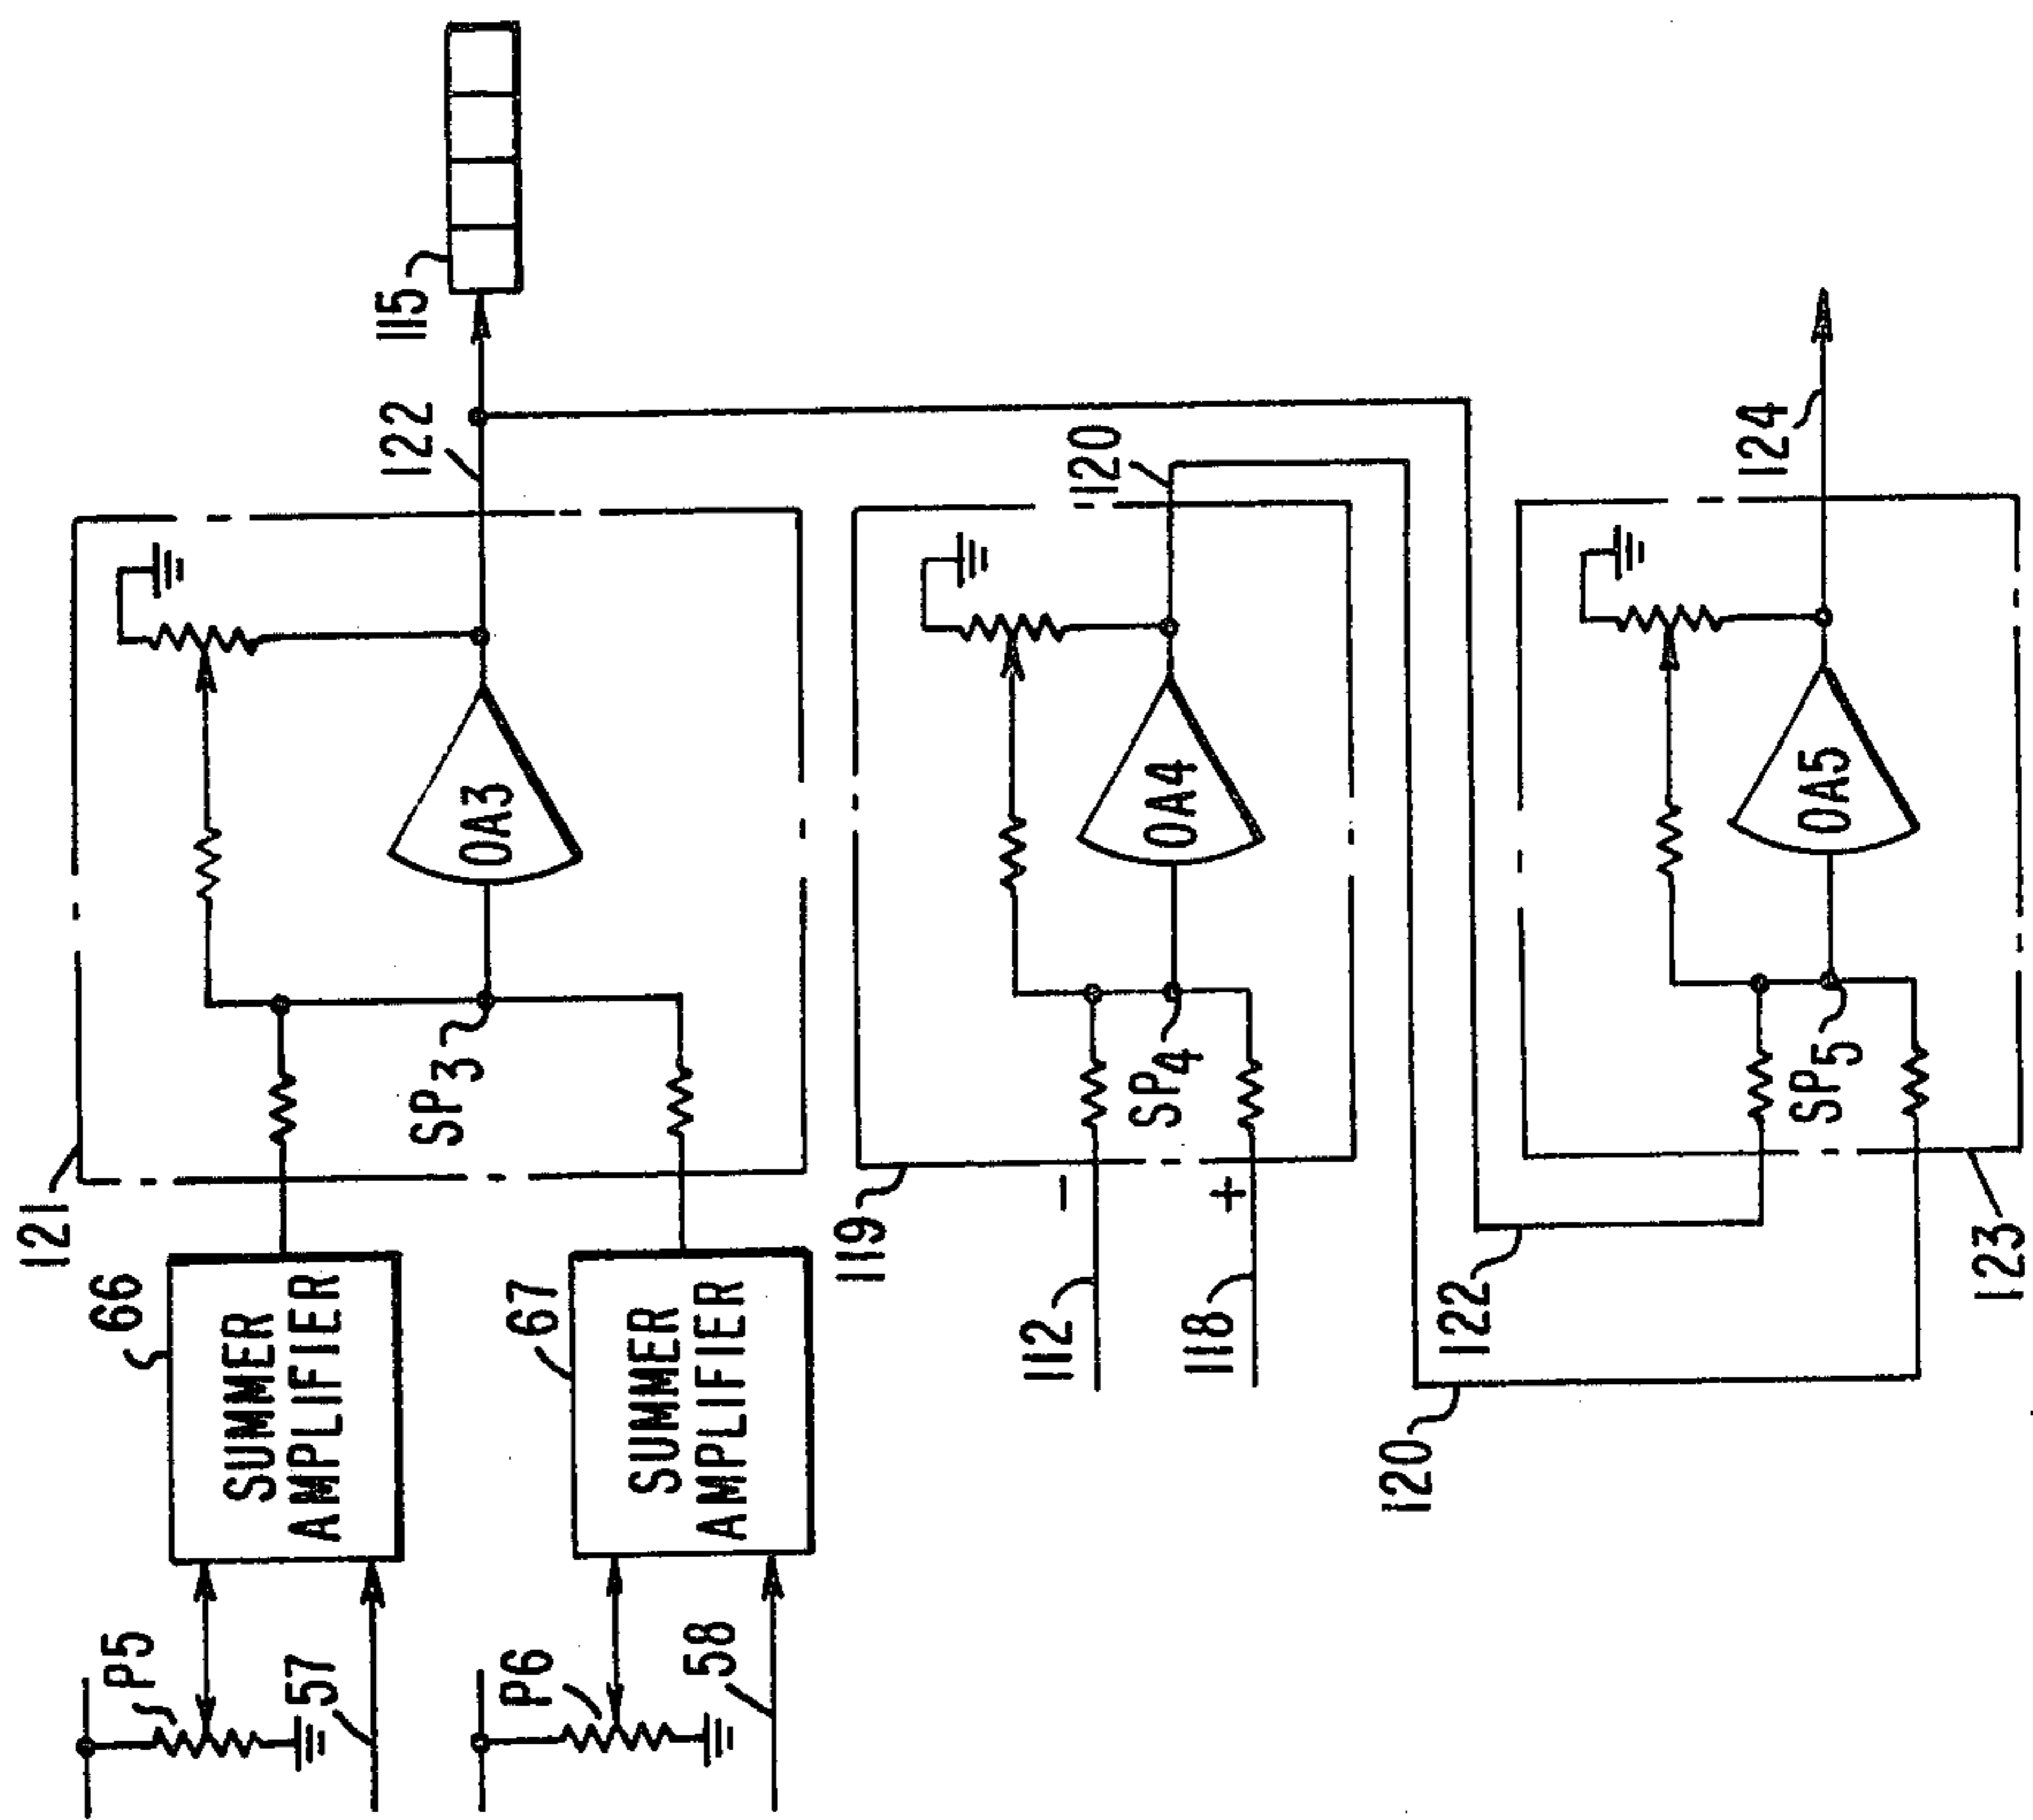 115
122
121
66
SUMMER
AMPLIFIER
P5
57
OA3
SP3
67
SUMMER
AMPLIFIER
P6
58
120
119
OA4
SP4
112
-
118
+
124
OA5
SP5
122
120
123